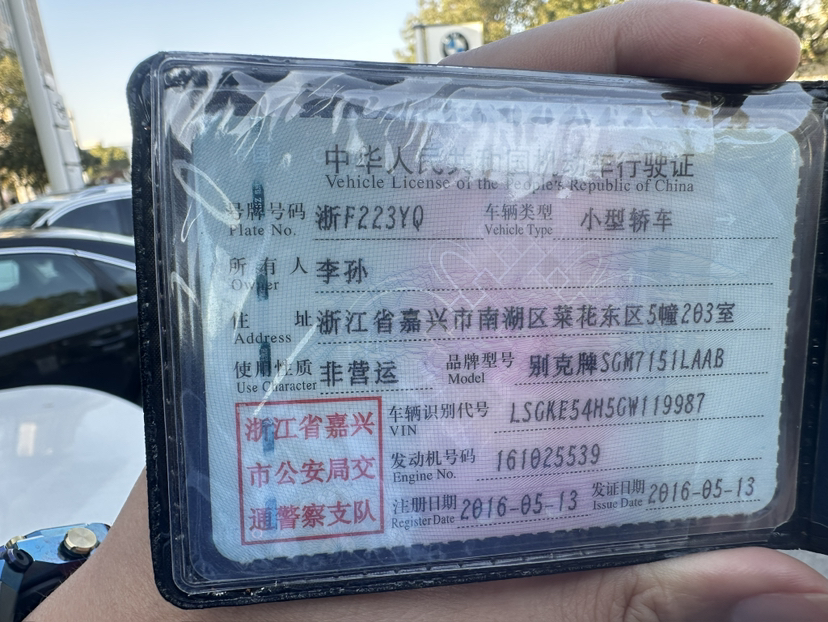 中华人民共和国机动车行驶证
Vehicle License of the People's Republic of China
号牌号码 浙F223YQ 车辆类型 小型轿车
Plate No. Vehicle Type
所有人 李孙
Owner
住址 浙江省嘉兴市南湖区菜花东区5幢203室
Address
使用性质 非营运 品牌型号 别克牌SGM7151LAAB
Use Character Model
浙江省嘉兴
市公安局交
通警察支队
车辆识别代号 LSGKE54H5GW119987
VIN
发动机号码 161025539
Engine No.
注册日期 2016-05-13 发证日期 2016-05-13
Register Date Issue Date